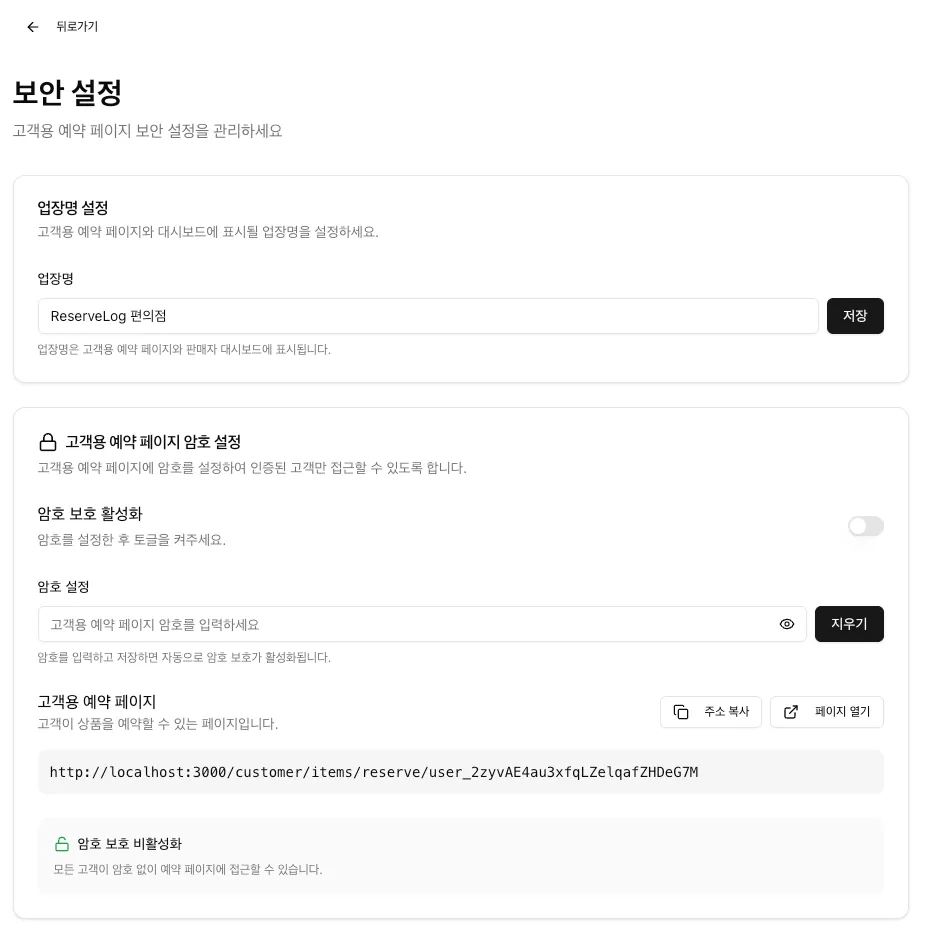 뒤로가기
보안 설정
고객용 예약 페이지 보안 설정을 관리하세요
업장명 설정
고객용 예약 페이지와 대시보드에 표시될 업장명을 설정하세요.
업장명
ReserveLog 편의점
저장
업장명은 고객용 예약 페이지와 판매자 대시보드에 표시됩니다.
고객용 예약 페이지 암호 설정
고객용 예약 페이지에 암호를 설정하여 인증된 고객만 접근할 수 있도록 합니다.
암호 보호 활성화
암호를 설정한 후 토글을 켜주세요.
암호 설정
고객용 예약 페이지 암호를 입력하세요
지우기
암호를 입력하고 저장하면 자동으로 암호 보호가 활성화됩니다.
고객용 예약 페이지
고객이 상품을 예약할 수 있는 페이지입니다.
주소 복사
페이지 열기
http://localhost:3000/customer/items/reserve/user_2zyvAE4au3xfqLZelqafZHDeG7M
암호 보호 비활성화
모든 고객이 암호 없이 예약 페이지에 접근할 수 있습니다.